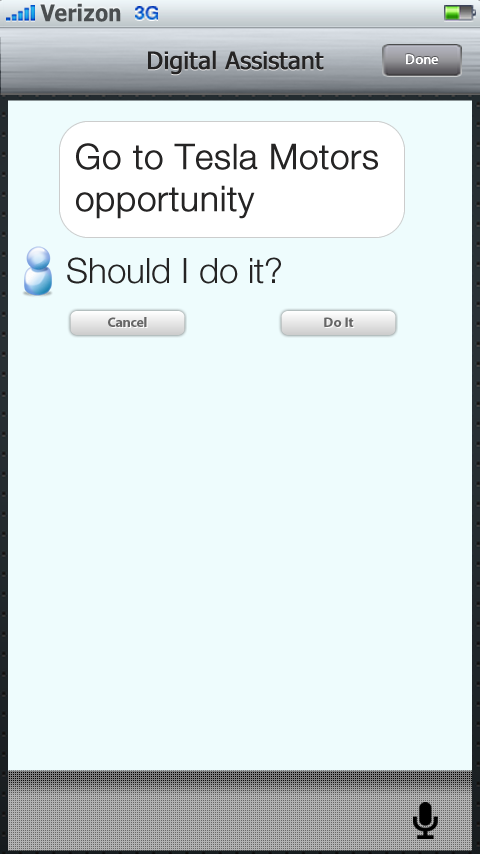 Verizon 3G
Digital Assistant
Done
Go to Tesla Motors
opportunity
Should I do it?
Cancel
Do It